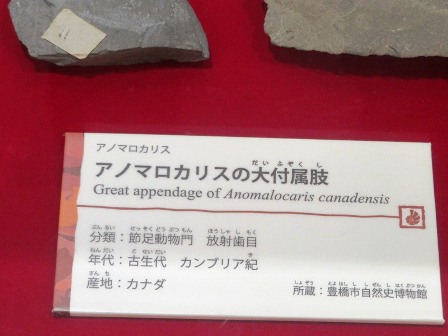 アノマロカリス
アノマロカリスの大付属肢
Great appendage of Anomalocaris canadensis
分類：節足動物門　放射歯目
年代：古生代　カンブリア紀
産地：カナダ
所蔵：豊橋市自然史博物館